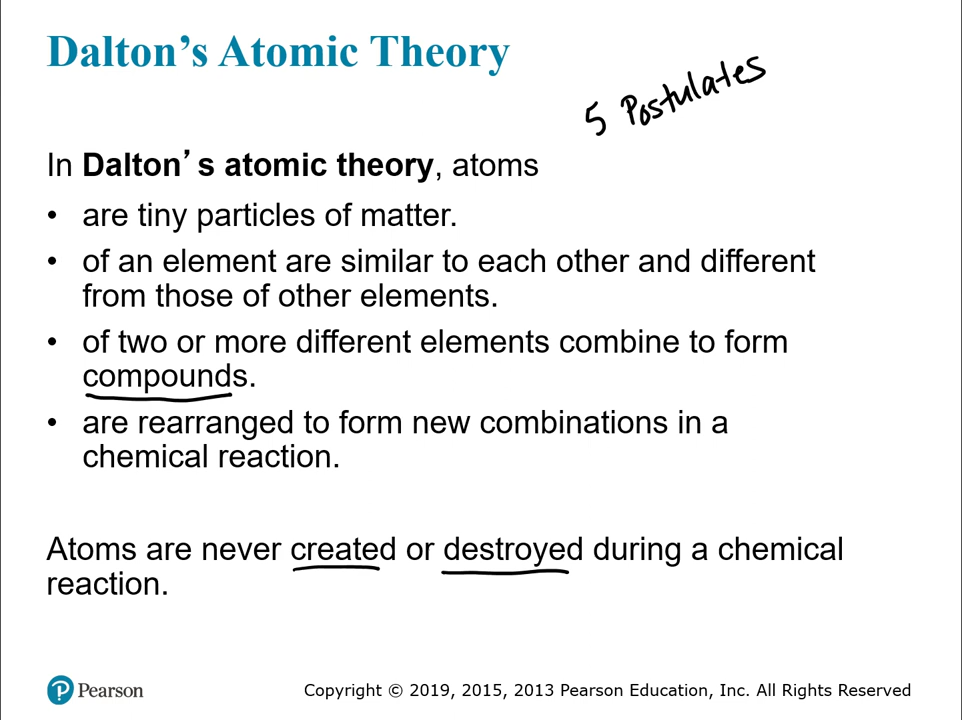 Dalton’s Atomic Theory
5 Postulates
In Dalton’s atomic theory, atoms
• are tiny particles of matter.
• of an element are similar to each other and different
from those of other elements.
• of two or more different elements combine to form
compounds.
• are rearranged to form new combinations in a
chemical reaction.
Atoms are never created or destroyed during a chemical
reaction.
Pearson
Copyright © 2019, 2015, 2013 Pearson Education, Inc. All Rights Reserved